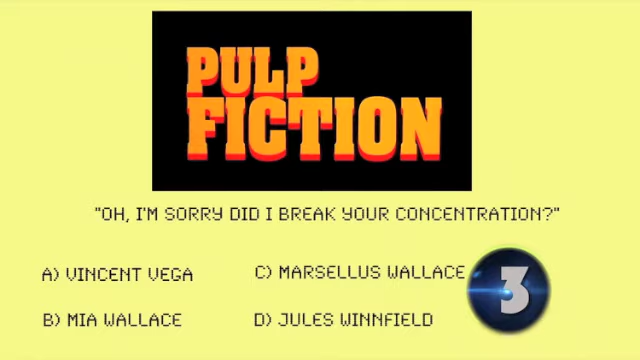 PULP
FICTION
"OH, I'M SORRY DID I BREAK YOUR CONCENTRATION?"
A) VINCENT VEGA
B) MIA WALLACE
C) MARSELLUS WALLACE
D) JULES WINNFIELD
3